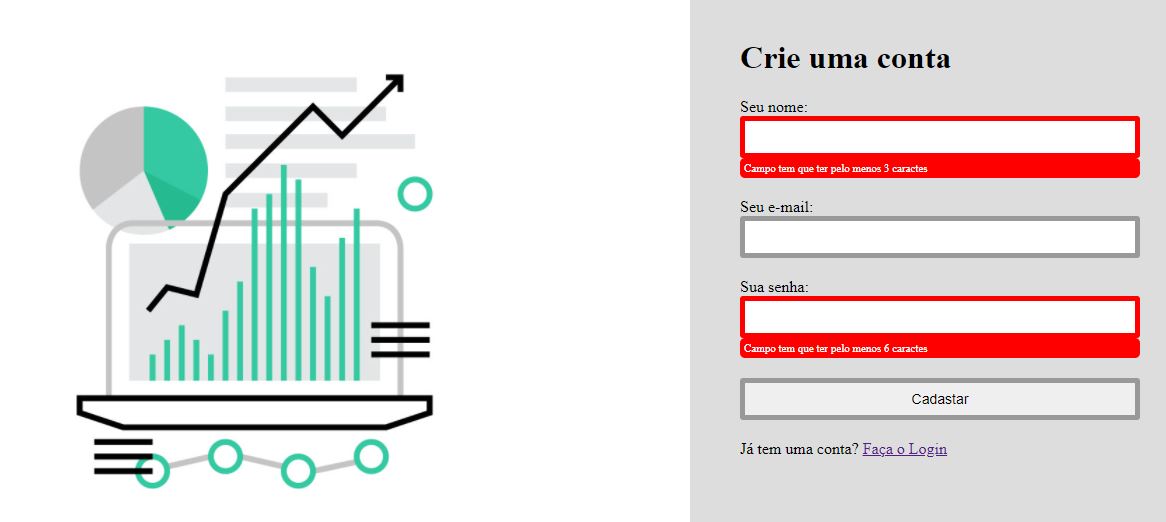 Crie uma conta
Seu nome:
Campo tem que ter pelo menos 3 caractes
Seu e-mail:
Sua senha:
Campo tem que ter pelo menos 6 caractes
Cadastar
Já tem uma conta? Faça o Login